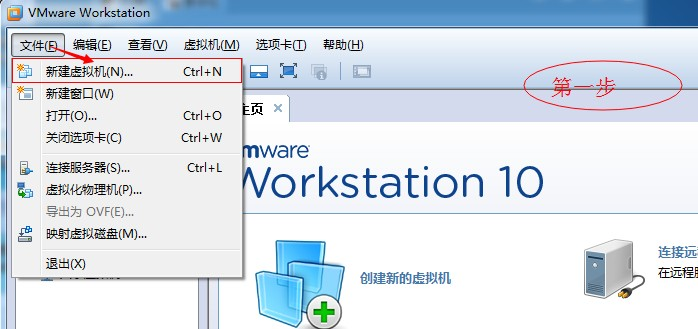 VMware Workstation
文件(F) 编辑(E) 查看(V) 虚拟机(M) 选项卡(T) 帮助(H)
新建虚拟机(N)... Ctrl+N
第一步
新建窗口(W)
主页
打开(O)... Ctrl+O
关闭选项卡(C) Ctrl+W
mware
连接服务器(S)... Ctrl+L
Workstation 10
虚拟化物理机(P)...
导出为 OVF(E)...
映射虚拟磁盘(M)...
退出(X)
创建新的虚拟机
连接远
在远程